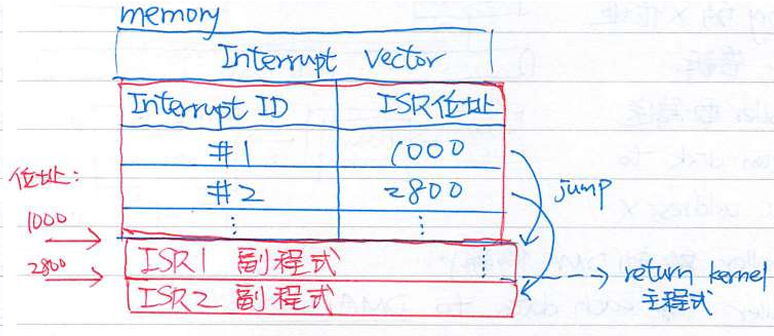 memory
Interrupt Vector
Interrupt ID ISR位址
#1 1000
#2 2800
⋮ ⋮
jump
位址:
1000
2800
ISR1 副程式
ISR2 副程式
return kernel
主程式